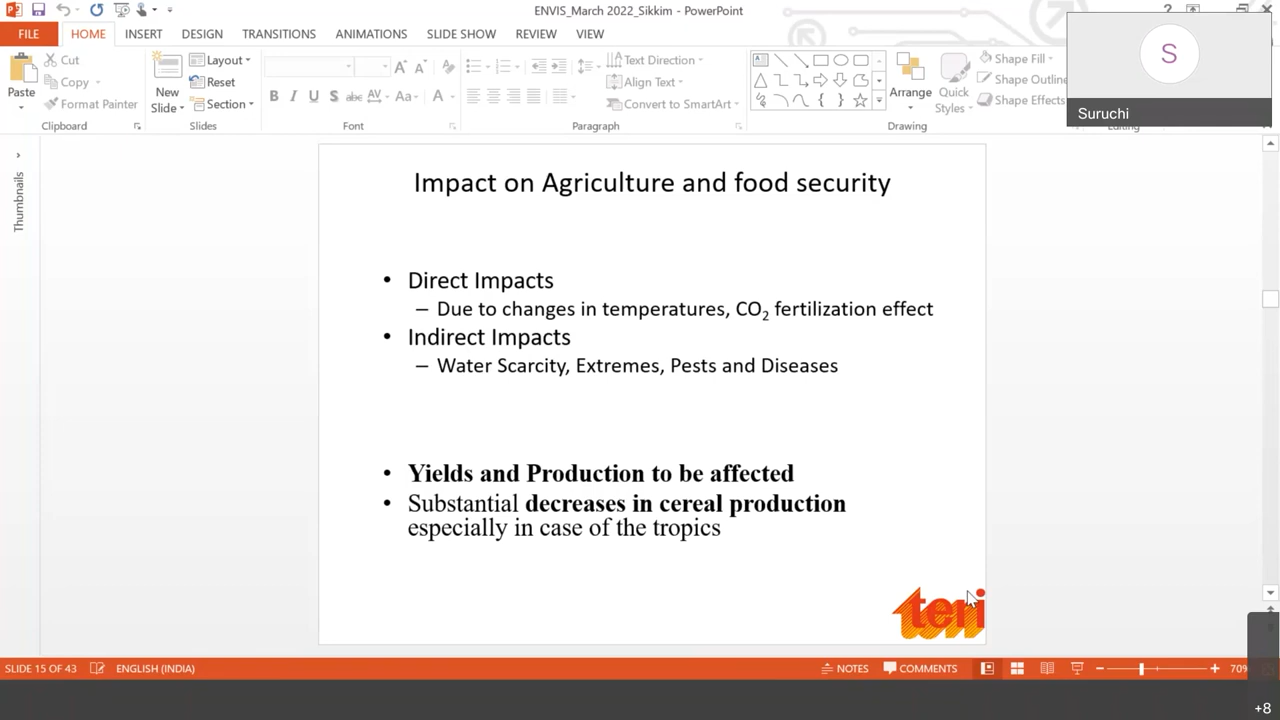 ENVIS_March 2022_Sikkim - PowerPoint
?
FILE HOME INSERT DESIGN TRANSITIONS ANIMATIONS SLIDE SHOW REVIEW VIEW
S
Suruchi
Paste
Cut
Copy
Format Painter
Clipboard
New
Slide
Layout
Reset
Section
Slides
B I U S abc AV Aa A
A A
Font
Text Direction
Align Text
Convert to SmartArt
Paragraph
Arrange
Quick
Styles
Shape Fill
Shape Outline
Shape Effects
Drawing
Thumbnails
Impact on Agriculture and food security
• Direct Impacts
– Due to changes in temperatures, CO₂ fertilization effect
• Indirect Impacts
– Water Scarcity, Extremes, Pests and Diseases
• Yields and Production to be affected
• Substantial decreases in cereal production
especially in case of the tropics
teri
SLIDE 15 OF 43 ENGLISH (INDIA) NOTES COMMENTS 70%
+8